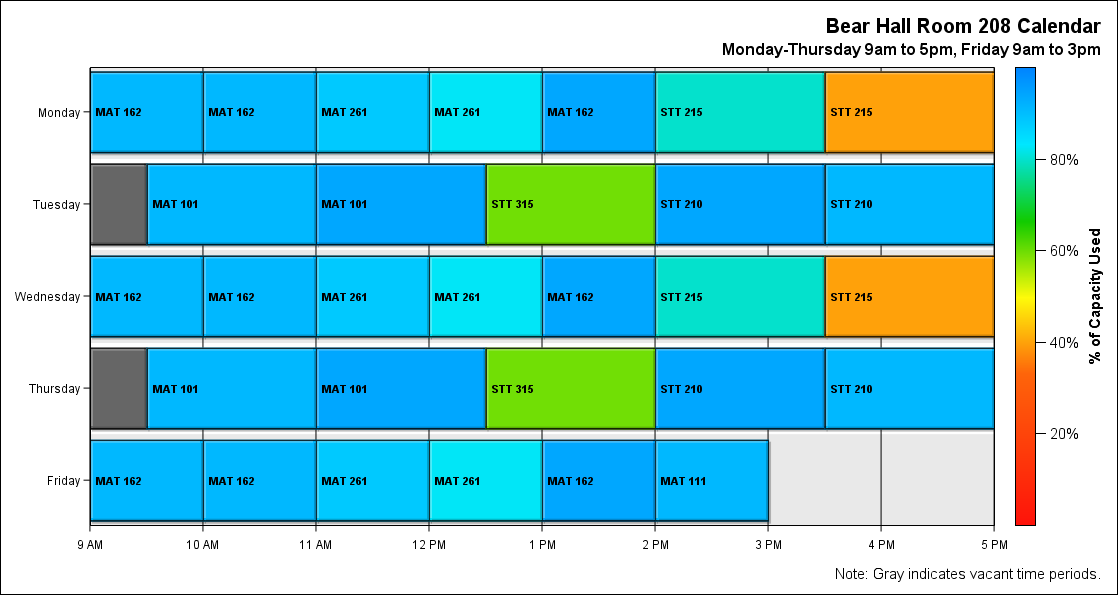 Bear Hall Room 208 Calendar
Monday-Thursday 9am to 5pm, Friday 9am to 3pm
Monday MAT 162 MAT 162 MAT 261 MAT 261 MAT 162 STT 215 STT 215
Tuesday MAT 101 MAT 101 STT 315 STT 210 STT 210
Wednesday MAT 162 MAT 162 MAT 261 MAT 261 MAT 162 STT 215 STT 215
Thursday MAT 101 MAT 101 STT 315 STT 210 STT 210
Friday MAT 162 MAT 162 MAT 261 MAT 261 MAT 162 MAT 111
9 AM 10 AM 11 AM 12 PM 1 PM 2 PM 3 PM 4 PM 5 PM
80%
60%
40%
20%
% of Capacity Used
Note: Gray indicates vacant time periods.